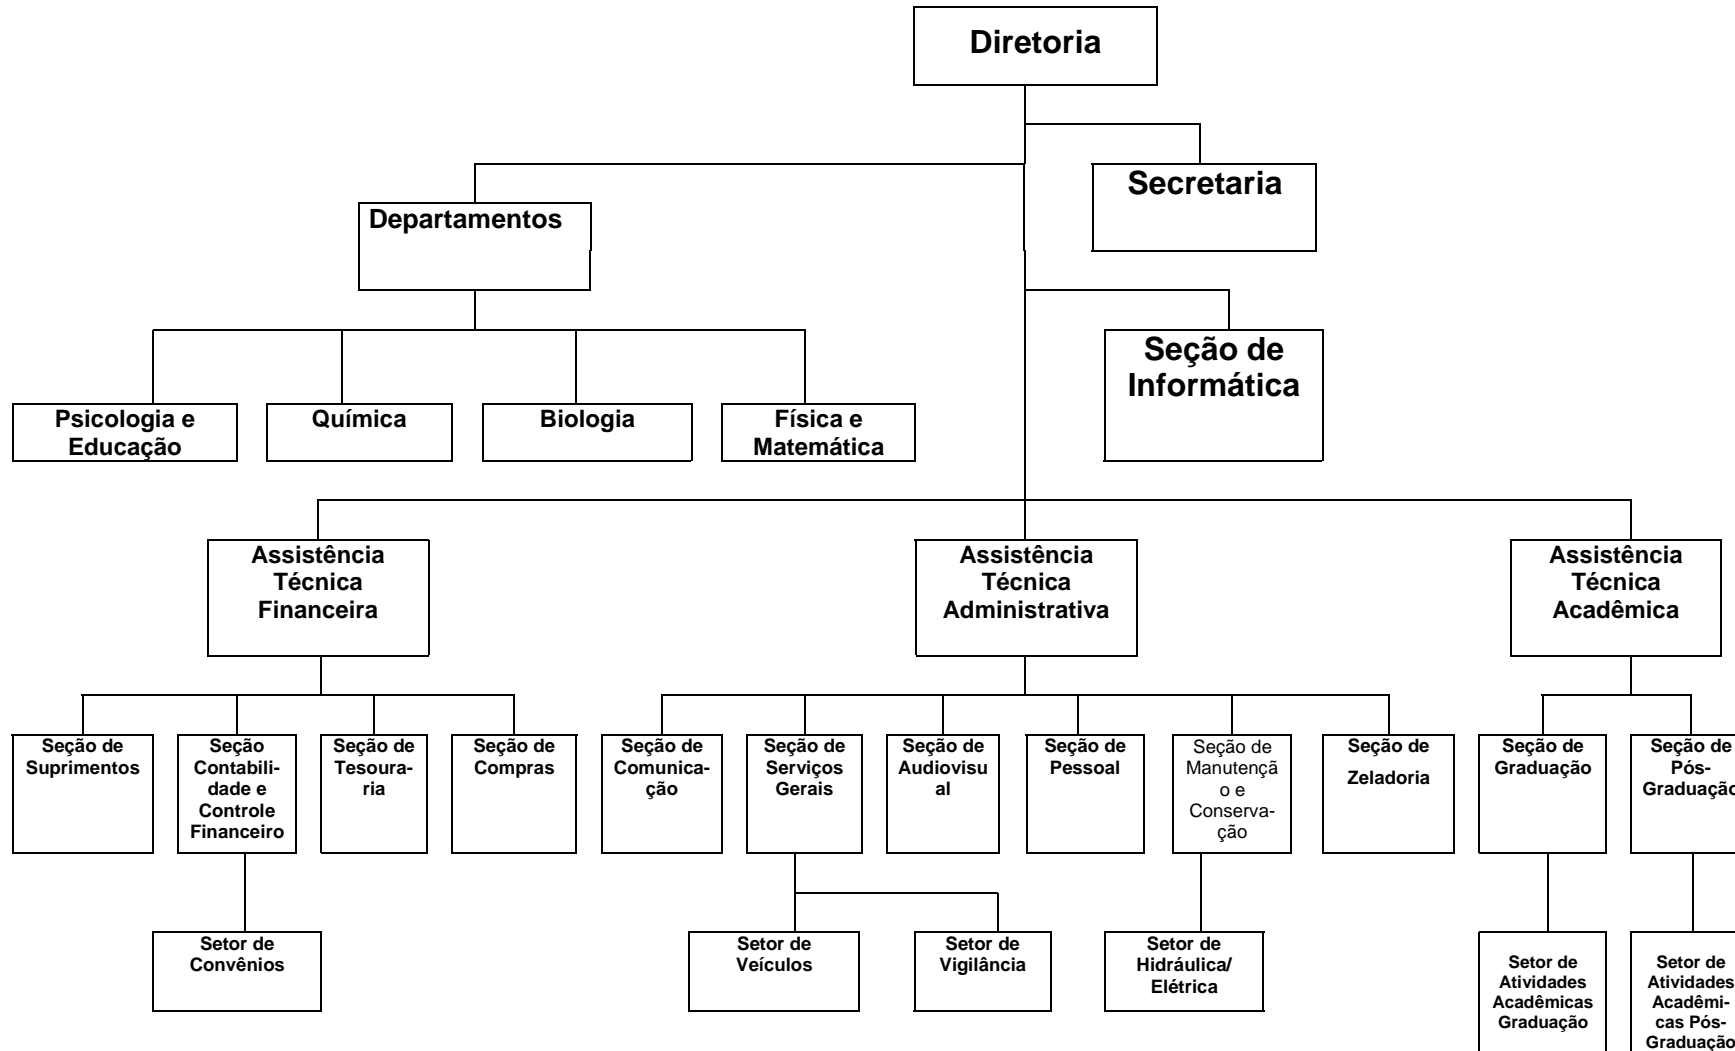 Diretoria
Secretaria
Departamentos
Seção de
Informática
Psicologia e
Educação
Química
Biologia
Física e
Matemática
Assistência
Técnica
Financeira
Assistência
Técnica
Administrativa
Assistência
Técnica
Acadêmica
Seção de
Suprimentos
Seção
Contabili-
dade e
Controle
Financeiro
Seção de
Tesoura-
ria
Seção de
Compras
Seção de
Comunica-
ção
Seção de
Serviços
Gerais
Seção de
Audiovisu
al
Seção de
Pessoal
Seção de
Manutençã
o e
Conserva-
ção
Seção de
Zeladoria
Seção de
Graduação
Seção de
Pós-
Graduação
Setor de
Convênios
Setor de
Veículos
Setor de
Vigilância
Setor de
Hidráulica/
Elétrica
Setor de
Atividades
Acadêmicas
Graduação
Setor de
Atividades
Acadêmi-
cas Pós-
Graduação